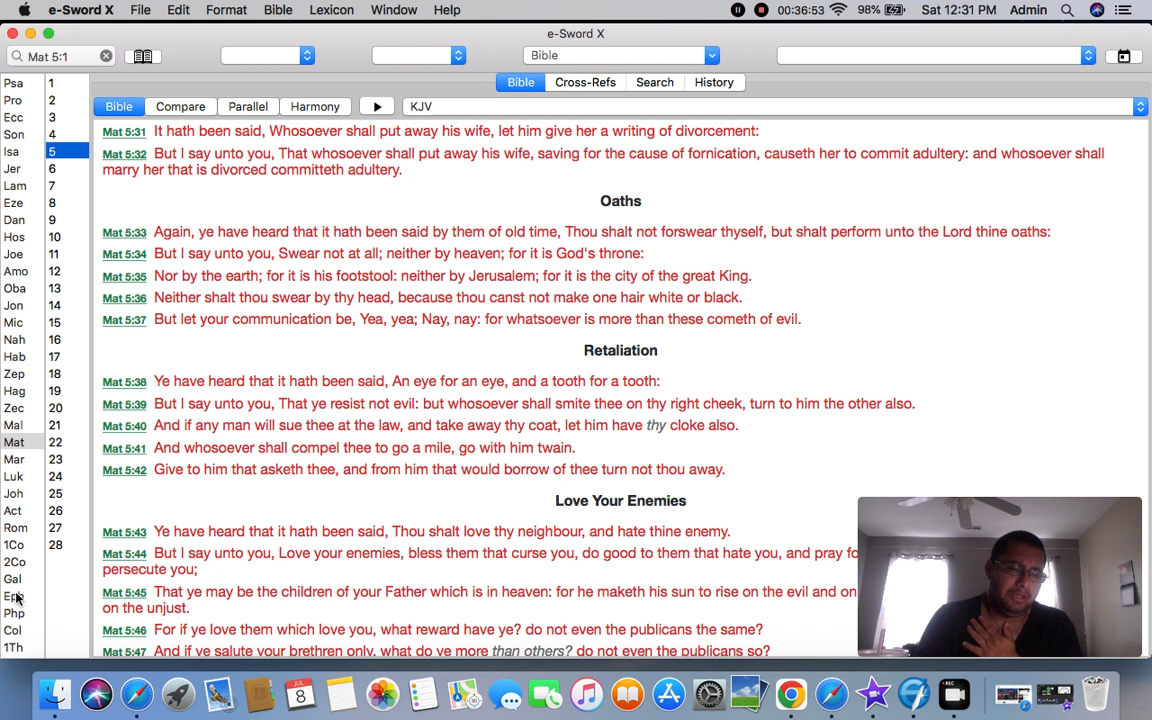 e-Sword X File Edit Format Bible Lexicon Window Help 00:36:53 98% Sat 12:31 PM Admin
e-Sword X
Mat 5:1 Bible
Bible Cross-Refs Search History
Bible Compare Parallel Harmony KJV
Psa 1
Pro 2
Ecc 3
Son 4
Isa 5
Jer 6
Lam 7
Eze 8
Dan 9
Hos 10
Joe 11
Amo 12
Oba 13
Jon 14
Mic 15
Nah 16
Hab 17
Zep 18
Hag 19
Zec 20
Mal 21
Mat 22
Mar 23
Luk 24
Joh 25
Act 26
Rom 27
1Co 28
2Co
Gal
Php
Col
1Th
Mat 5:31 It hath been said, Whosoever shall put away his wife, let him give her a writing of divorcement:
Mat 5:32 But I say unto you, That whosoever shall put away his wife, saving for the cause of fornication, causeth her to commit adultery: and whosoever shall
marry her that is divorced committeth adultery.
Oaths
Mat 5:33 Again, ye have heard that it hath been said by them of old time, Thou shalt not forswear thyself, but shalt perform unto the Lord thine oaths:
Mat 5:34 But I say unto you, Swear not at all; neither by heaven; for it is God's throne:
Mat 5:35 Nor by the earth; for it is his footstool: neither by Jerusalem; for it is the city of the great King.
Mat 5:36 Neither shalt thou swear by thy head, because thou canst not make one hair white or black.
Mat 5:37 But let your communication be, Yea, yea; Nay, nay: for whatsoever is more than these cometh of evil.
Retaliation
Mat 5:38 Ye have heard that it hath been said, An eye for an eye, and a tooth for a tooth:
Mat 5:39 But I say unto you, That ye resist not evil: but whosoever shall smite thee on thy right cheek, turn to him the other also.
Mat 5:40 And if any man will sue thee at the law, and take away thy coat, let him have thy cloke also.
Mat 5:41 And whosoever shall compel thee to go a mile, go with him twain.
Mat 5:42 Give to him that asketh thee, and from him that would borrow of thee turn not thou away.
Love Your Enemies
Mat 5:43 Ye have heard that it hath been said, Thou shalt love thy neighbour, and hate thine enemy.
Mat 5:44 But I say unto you, Love your enemies, bless them that curse you, do good to them that hate you, and pray fo
persecute you;
Mat 5:45 That ye may be the children of your Father which is in heaven: for he maketh his sun to rise on the evil and on
on the unjust.
Mat 5:46 For if ye love them which love you, what reward have ye? do not even the publicans the same?
Mat 5:47 And if ye salute your brethren only, what do ye more than others? do not even the publicans so?
JUL
8
REC